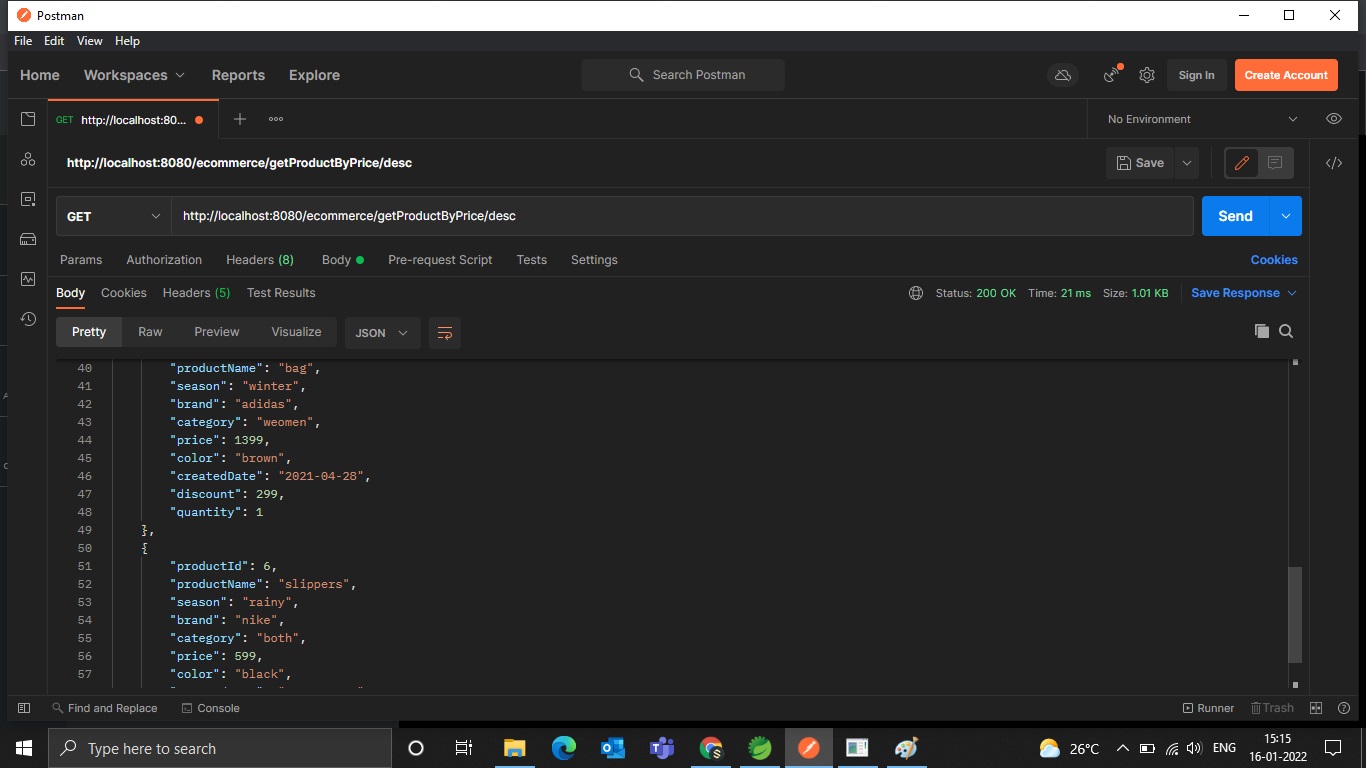 Postman
File Edit View Help
Home Workspaces Reports Explore Search Postman Sign In Create Account
GET http://localhost:80... No Environment
http://localhost:8080/ecommerce/getProductByPrice/desc Save
GET http://localhost:8080/ecommerce/getProductByPrice/desc Send
Params Authorization Headers (8) Body Pre-request Script Tests Settings Cookies
Body Cookies Headers (5) Test Results Status: 200 OK Time: 21 ms Size: 1.01 KB Save Response
Pretty Raw Preview Visualize JSON
40 "productName": "bag",
41 "season": "winter",
42 "brand": "adidas",
43 "category": "weomen",
44 "price": 1399,
45 "color": "brown",
46 "createdDate": "2021-04-28",
47 "discount": 299,
48 "quantity": 1
49 },
50 {
51 "productId": 6,
52 "productName": "slippers",
53 "season": "rainy",
54 "brand": "nike",
55 "category": "both",
56 "price": 599,
57 "color": "black",
Find and Replace Console Runner Trash
Type here to search 26°C ENG 15:15
16-01-2022